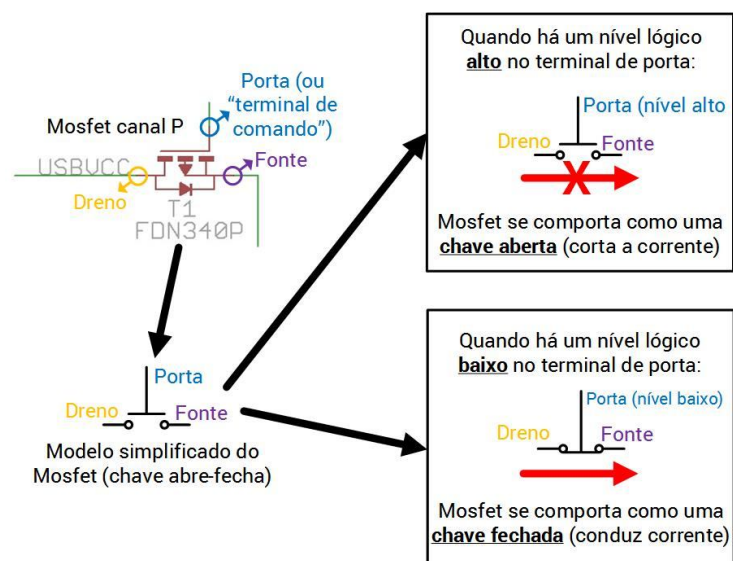 Porta (ou
"terminal de
comando")
Mosfet canal P
Fonte
USBVCC
Dreno
T1
FDN340P
Porta
Dreno
Fonte
Modelo simplificado do
Mosfet (chave abre-fecha)
Quando há um nível lógico
alto no terminal de porta:
Porta (nível alto
Dreno
Fonte
X
Mosfet se comporta como uma
chave aberta (corta a corrente)
Quando há um nível lógico
baixo no terminal de porta:
Porta (nível baixo)
Dreno
Fonte
Mosfet se comporta como uma
chave fechada (conduz corrente)